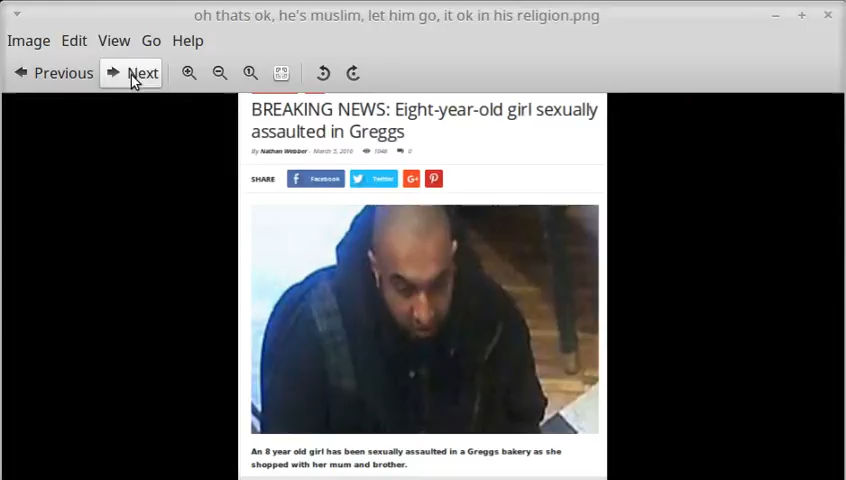 oh thats ok, he's muslim, let him go, it ok in his religion.png
Image Edit View Go Help
Previous Next
BREAKING NEWS: Eight-year-old girl sexually
assaulted in Greggs
By Nathan Webber - March 3, 2016 1048 0
SHARE Facebook Twitter G+
An 8 year old girl has been sexually assaulted in a Greggs bakery as she
shopped with her mum and brother.